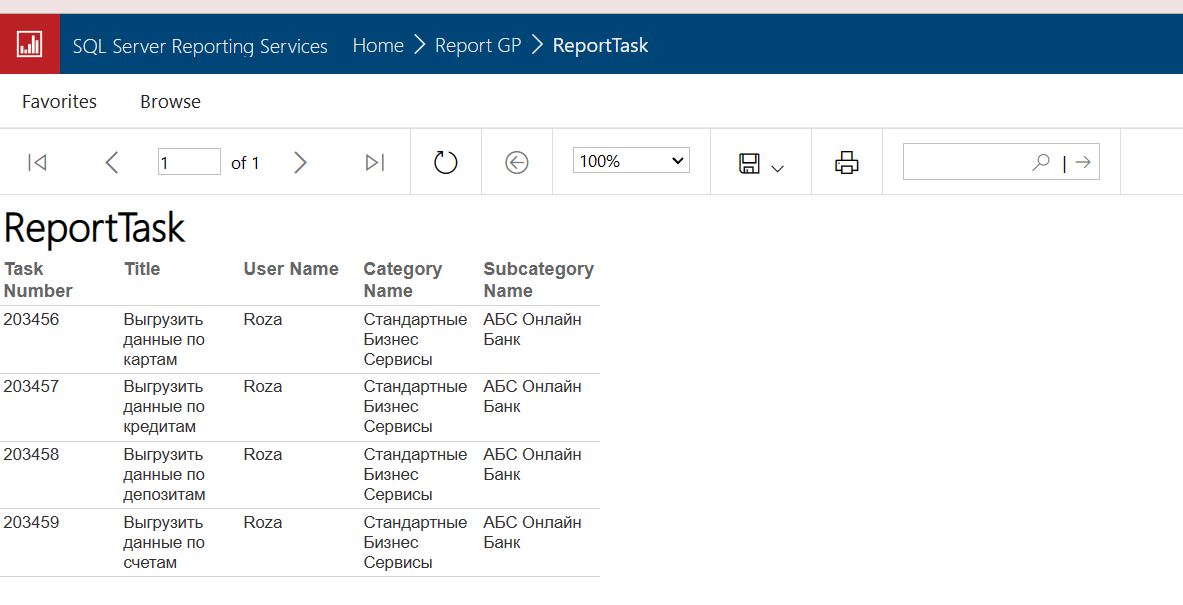 SQL Server Reporting Services Home Report GP ReportTask
Favorites Browse
1 of 1 100%
ReportTask
Task Number Title User Name Category Name Subcategory Name
203456 Выгрузить данные по картам Roza Стандартные Бизнес Сервисы АБС Онлайн Банк
203457 Выгрузить данные по кредитам Roza Стандартные Бизнес Сервисы АБС Онлайн Банк
203458 Выгрузить данные по депозитам Roza Стандартные Бизнес Сервисы АБС Онлайн Банк
203459 Выгрузить данные по счетам Roza Стандартные Бизнес Сервисы АБС Онлайн Банк